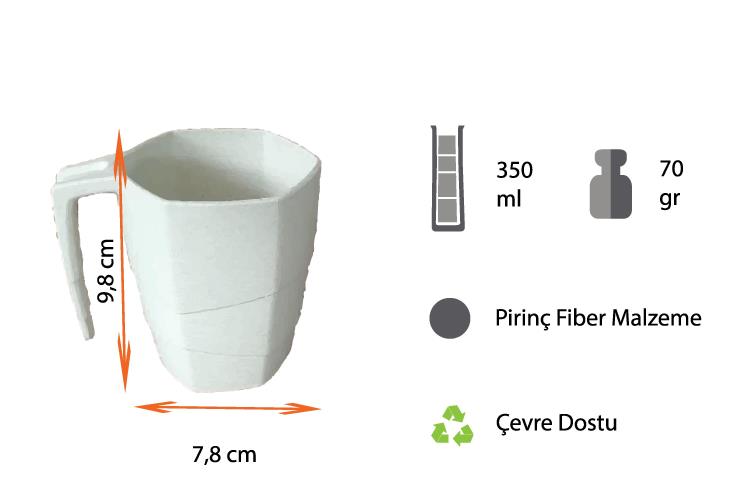 9,8 cm
7,8 cm
350
ml
70
gr
Pirinç Fiber Malzeme
Çevre Dostu